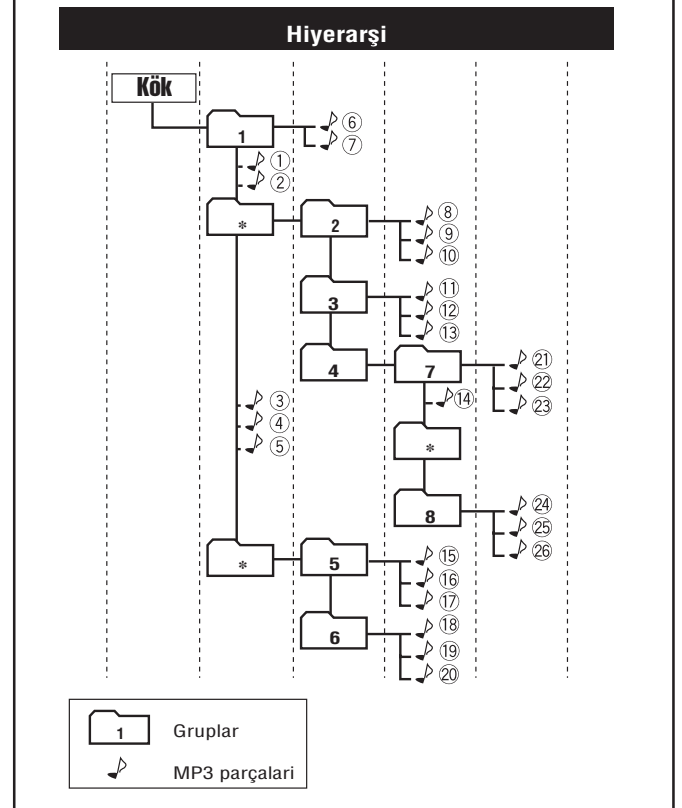 Hiyerarşi
Kök
1 ⑥
⑦
①
②
* 2 ⑧
⑨
⑩
3 ⑪
⑫
⑬
4 7 ㉑
㉒
③ ⑭ ㉓
④
⑤ *
8 ㉔
㉕
㉖
* 5 ⑮
⑯
⑰
6 ⑱
⑲
⑳
1 Gruplar
MP3 parçalari